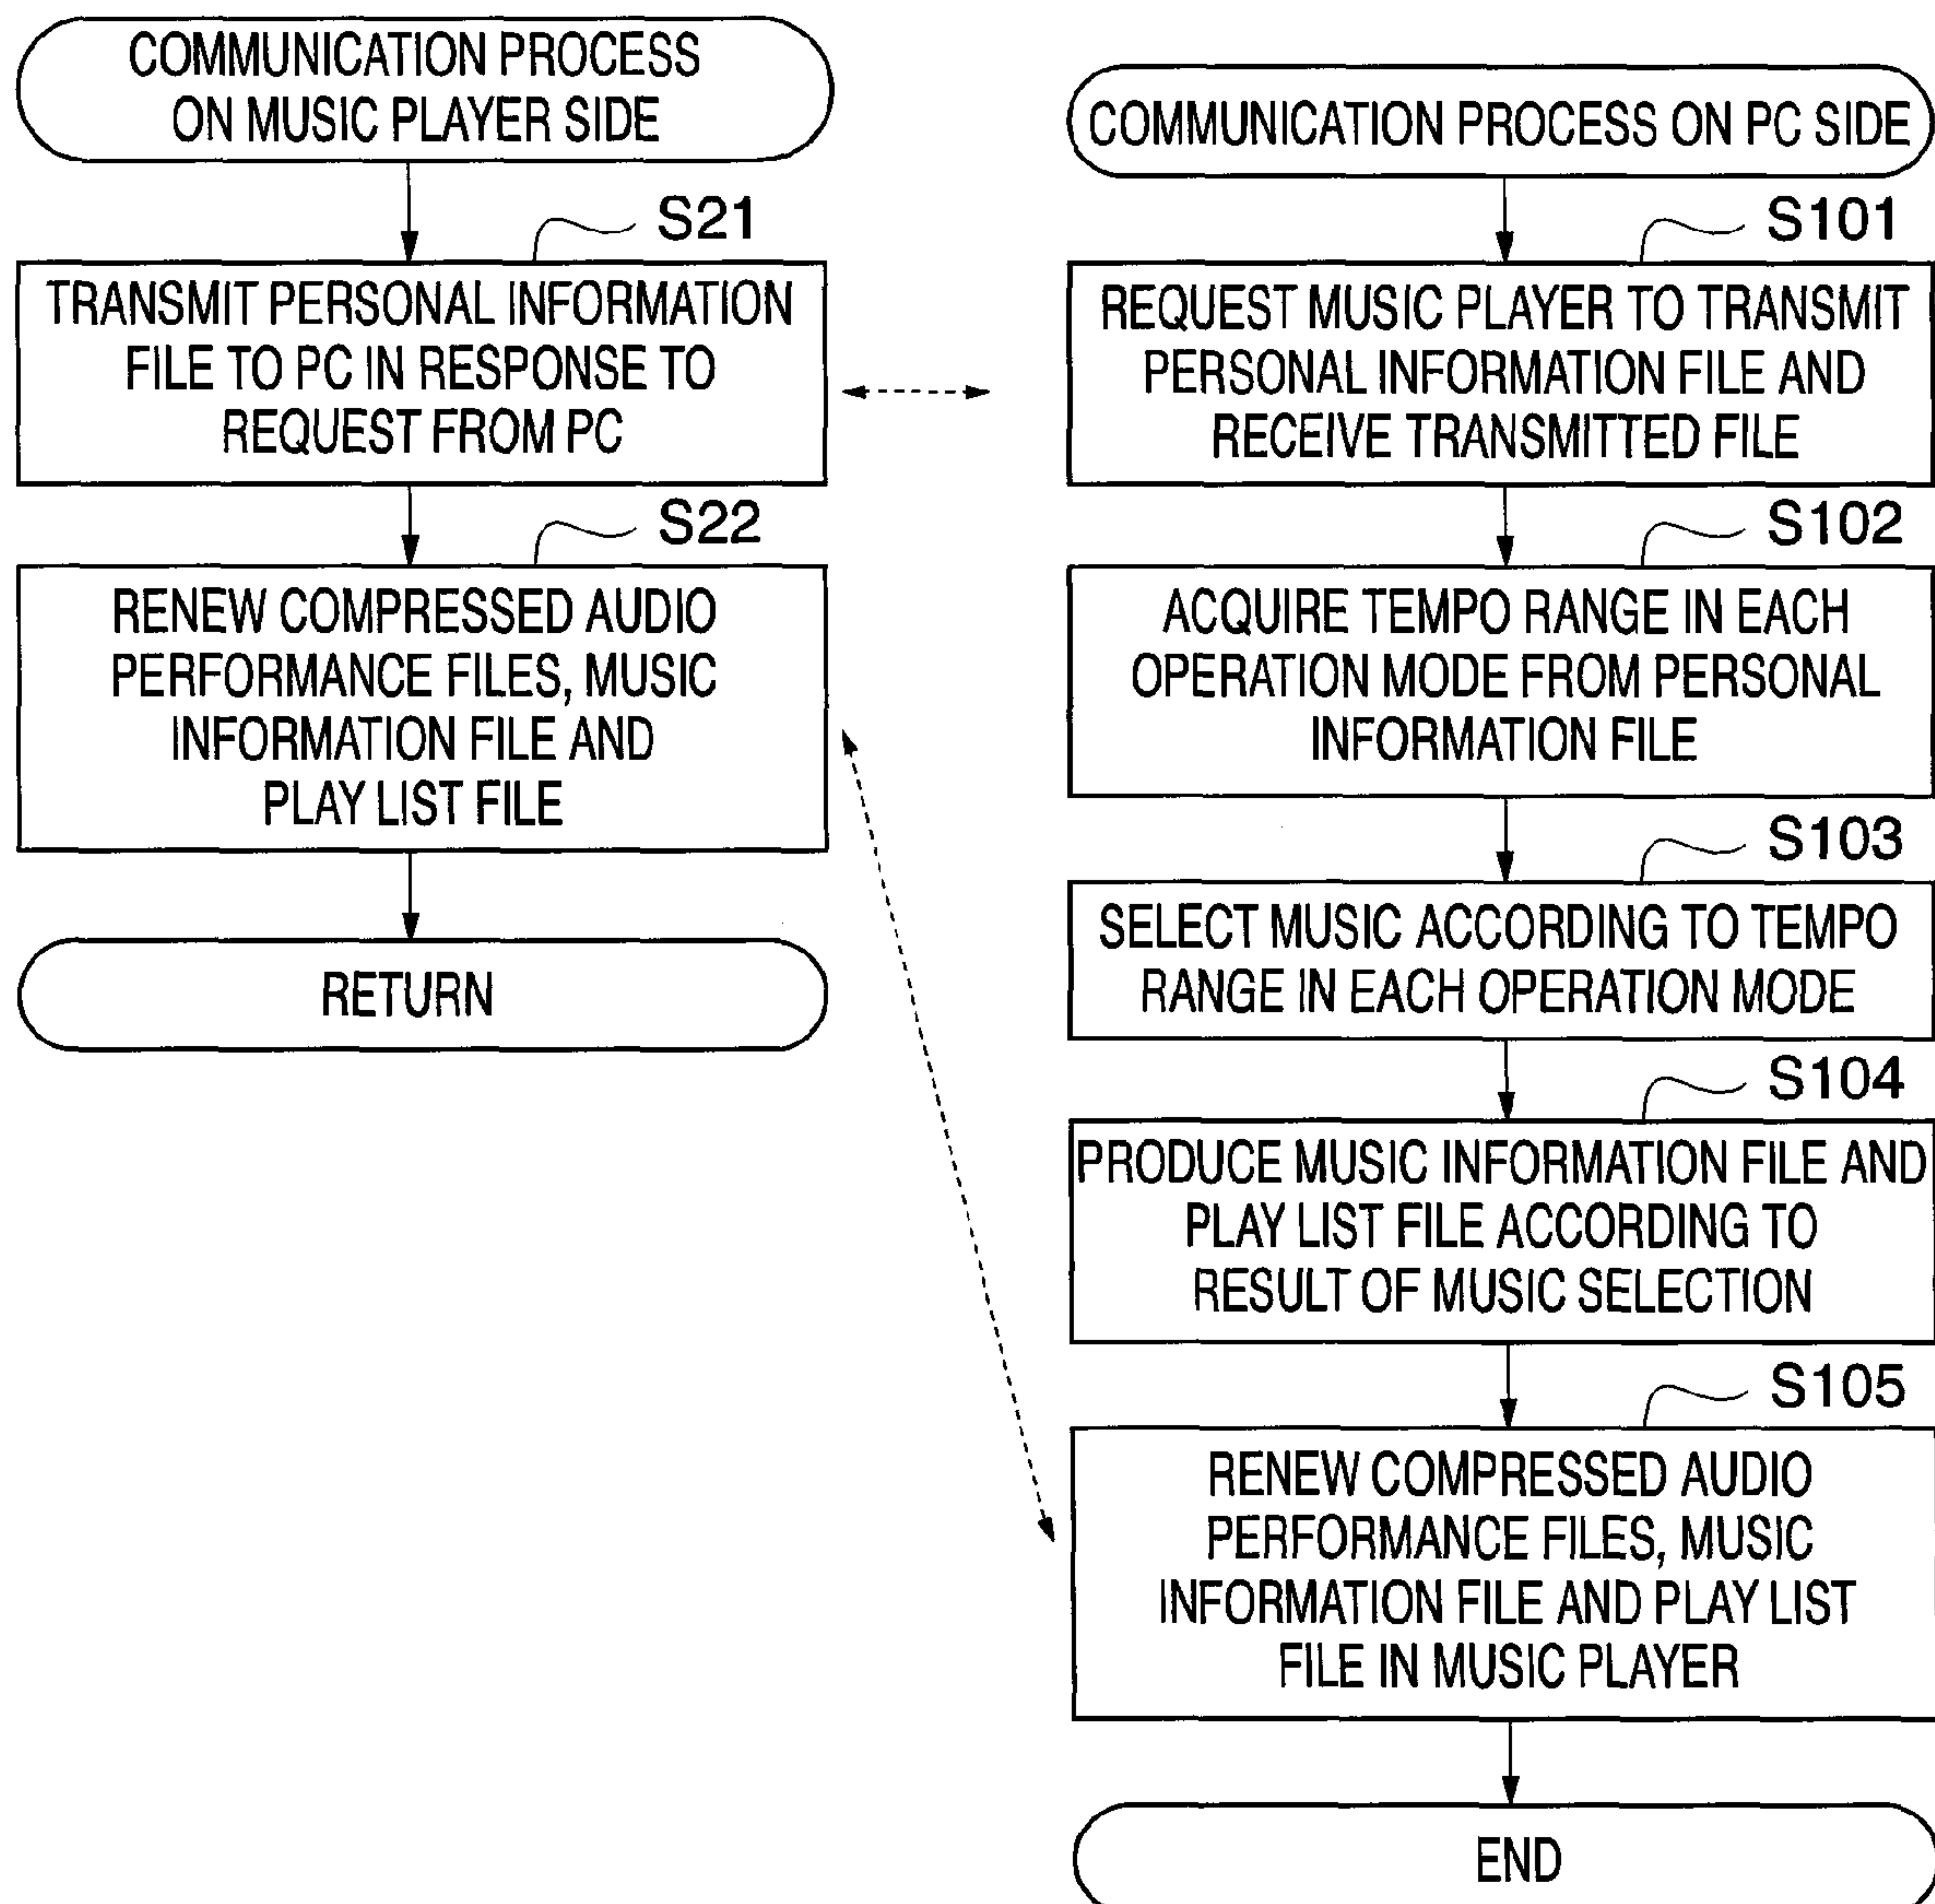 COMMUNICATION PROCESS
ON MUSIC PLAYER SIDE
S21
TRANSMIT PERSONAL INFORMATION
FILE TO PC IN RESPONSE TO
REQUEST FROM PC
S22
RENEW COMPRESSED AUDIO
PERFORMANCE FILES, MUSIC
INFORMATION FILE AND
PLAY LIST FILE
RETURN
COMMUNICATION PROCESS ON PC SIDE
S101
REQUEST MUSIC PLAYER TO TRANSMIT
PERSONAL INFORMATION FILE AND
RECEIVE TRANSMITTED FILE
S102
ACQUIRE TEMPO RANGE IN EACH
OPERATION MODE FROM PERSONAL
INFORMATION FILE
S103
SELECT MUSIC ACCORDING TO TEMPO
RANGE IN EACH OPERATION MODE
S104
PRODUCE MUSIC INFORMATION FILE AND
PLAY LIST FILE ACCORDING TO
RESULT OF MUSIC SELECTION
S105
RENEW COMPRESSED AUDIO
PERFORMANCE FILES, MUSIC
INFORMATION FILE AND PLAY LIST
FILE IN MUSIC PLAYER
END